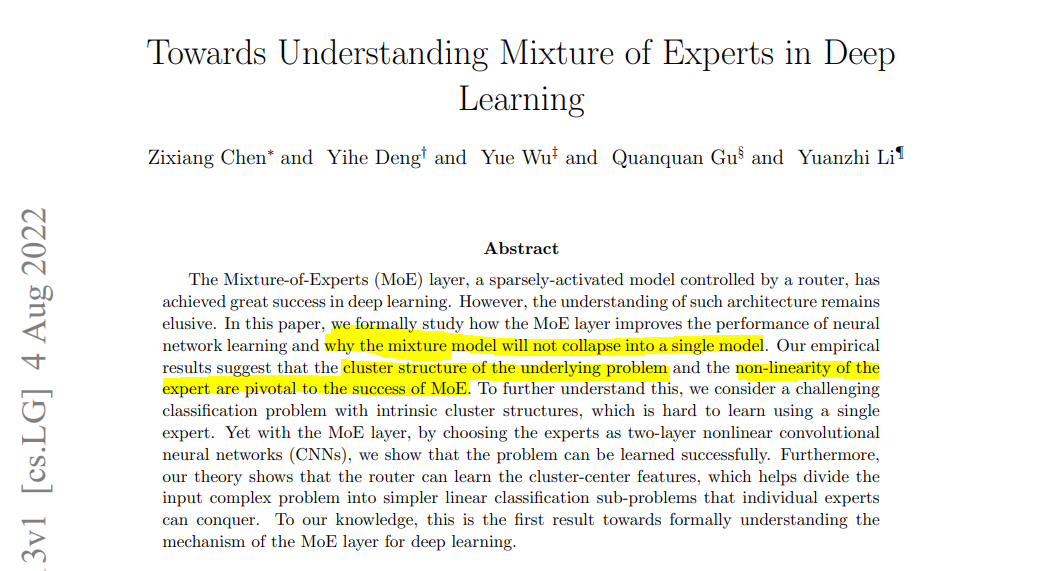 Towards Understanding Mixture of Experts in Deep
Learning
Zixiang Chen* and Yihe Deng† and Yue Wu‡ and Quanquan Gu§ and Yuanzhi Li¶
.3v1 [cs.LG] 4 Aug 2022
Abstract
The Mixture-of-Experts (MoE) layer, a sparsely-activated model controlled by a router, has
achieved great success in deep learning. However, the understanding of such architecture remains
elusive. In this paper, we formally study how the MoE layer improves the performance of neural
network learning and why the mixture model will not collapse into a single model. Our empirical
results suggest that the cluster structure of the underlying problem and the non-linearity of the
expert are pivotal to the success of MoE. To further understand this, we consider a challenging
classification problem with intrinsic cluster structures, which is hard to learn using a single
expert. Yet with the MoE layer, by choosing the experts as two-layer nonlinear convolutional
neural networks (CNNs), we show that the problem can be learned successfully. Furthermore,
our theory shows that the router can learn the cluster-center features, which helps divide the
input complex problem into simpler linear classification sub-problems that individual experts
can conquer. To our knowledge, this is the first result towards formally understanding the
mechanism of the MoE layer for deep learning.